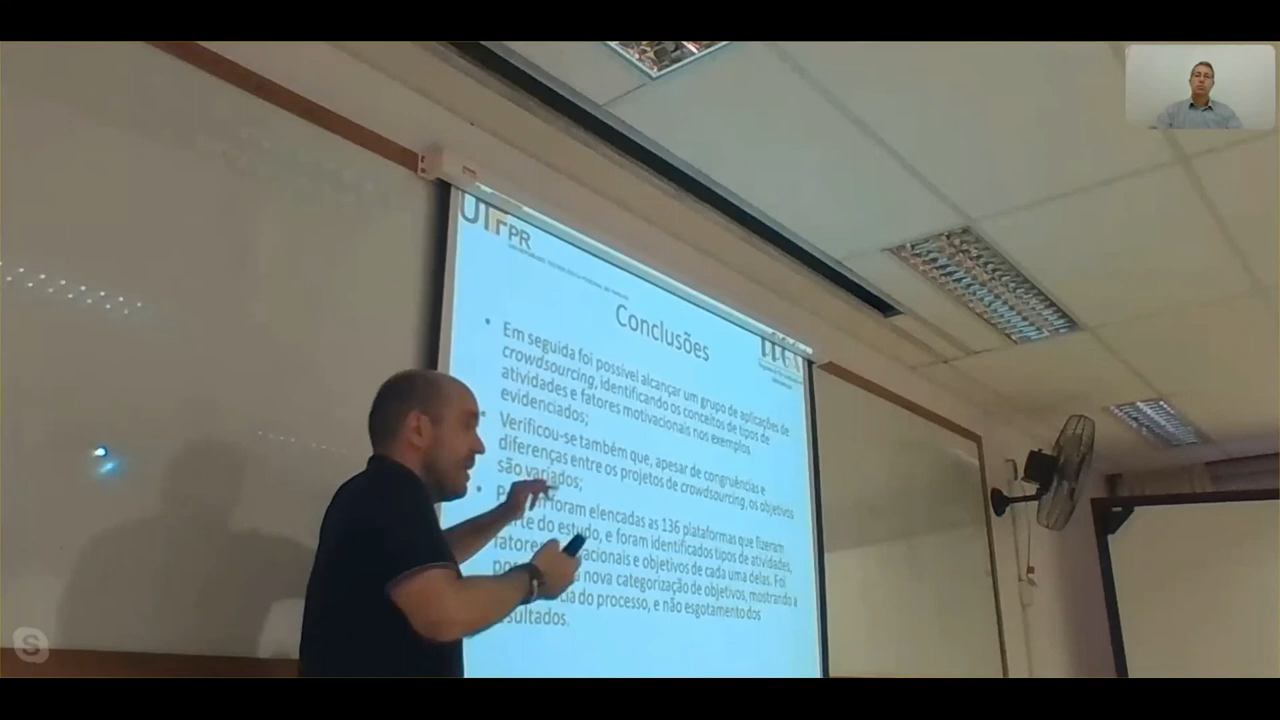 UTFPR
Conclusões
• Em seguida foi possível alcançar um grupo de aplicações de
crowdsourcing, identificando os conceitos de tipos de
atividades e fatores motivacionais nos exemplos
evidenciados;
• Verificou-se também que, apesar de congruências e
diferenças entre os projetos de crowdsourcing, os objetivos
são variados;
• foram elencadas as 136 plataformas que fizeram
do estudo, e foram identificados tipos de atividades,
e objetivos de cada uma delas. Foi
nova categorização de objetivos, mostrando a
do processo, e não esgotamento dos
sultados.
S